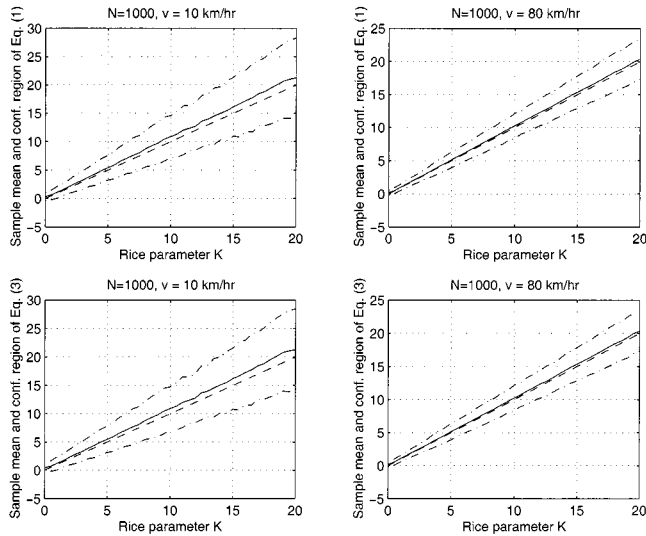 N=1000, v = 10 km/hr
Sample mean and conf. region of Eq. (1)
30
25
20
15
10
5
0
−5
0 5 10 15 20
Rice parameter K
N=1000, v = 80 km/hr
Sample mean and conf. region of Eq. (1)
25
20
15
10
5
0
−5
0 5 10 15 20
Rice parameter K
N=1000, v = 10 km/hr
Sample mean and conf. region of Eq. (3)
30
25
20
15
10
5
0
−5
0 5 10 15 20
Rice parameter K
N=1000, v = 80 km/hr
Sample mean and conf. region of Eq. (3)
25
20
15
10
5
0
−5
0 5 10 15 20
Rice parameter K